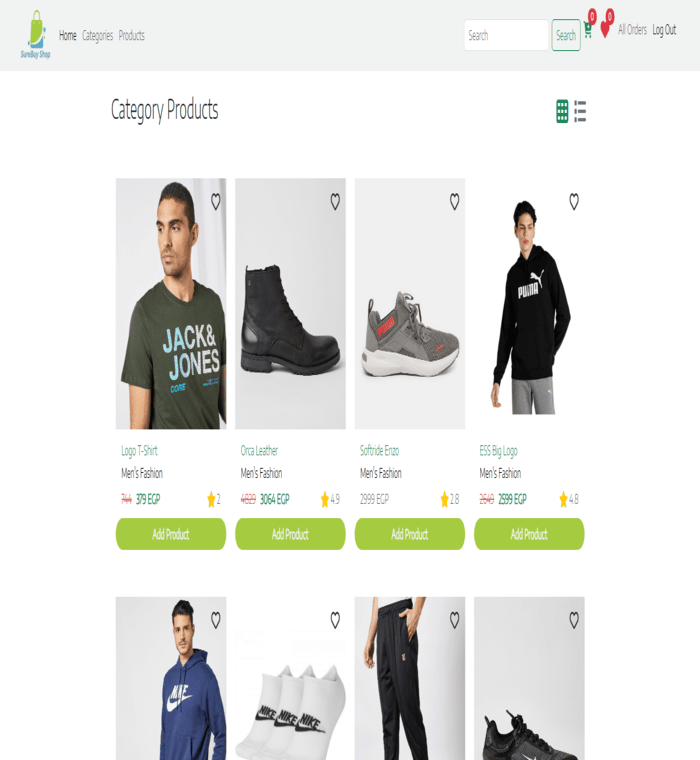 SureBuy Shop
Home Categories Products
Search
Search
0
0
All Orders Log Out
Category Products
JACK&
JONES
CORE
PUMA
PUMA
Logo T-Shirt
Men's Fashion
744 379 EGP 2
Orca Leather
Men's Fashion
4829 3064 EGP 4.9
Softride Enzo
Men's Fashion
2999 EGP 2.8
ESS Big Logo
Men's Fashion
2649 2599 EGP 4.8
Add Product
Add Product
Add Product
Add Product
NIKE
NIKE
NIKE
NIKE